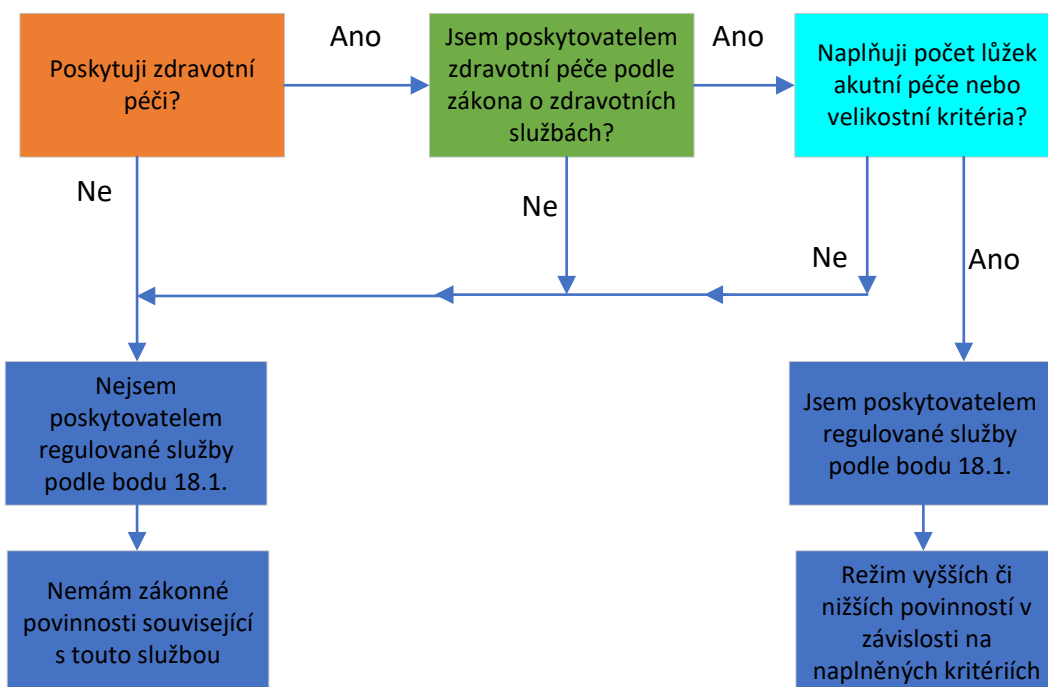 Poskytuji zdravotní
péči?
Ano
Jsem poskytovatelem
zdravotní péče podle
zákona o zdravotních
službách?
Ano
Naplňuji počet lůžek
akutní péče nebo
velikostní kritéria?
Ne
Ne
Ne
Ano
Nejsem
poskytovatelem
regulované služby
podle bodu 18.1.
Jsem poskytovatelem
regulované služby
podle bodu 18.1.
Nemám zákonné
povinnosti související
s touto službou
Režim vyšších či
nižších povinností v
závislosti na
naplněných kritériích